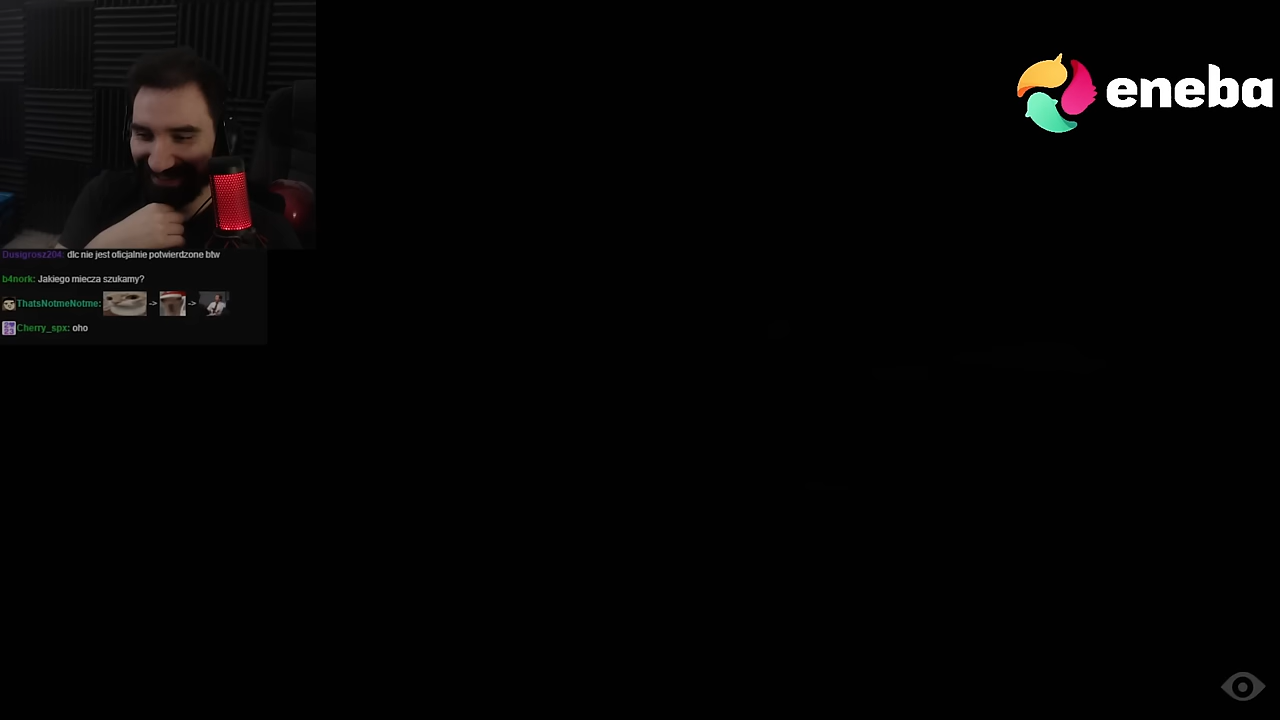 eneba
Dusigrosz204: dlc nie jest oficjalnie potwierdzone btw
b4nork: Jakiego miecza szukamy?
ThatsNotmeNotme: -> ->
Cherry_spx: oho